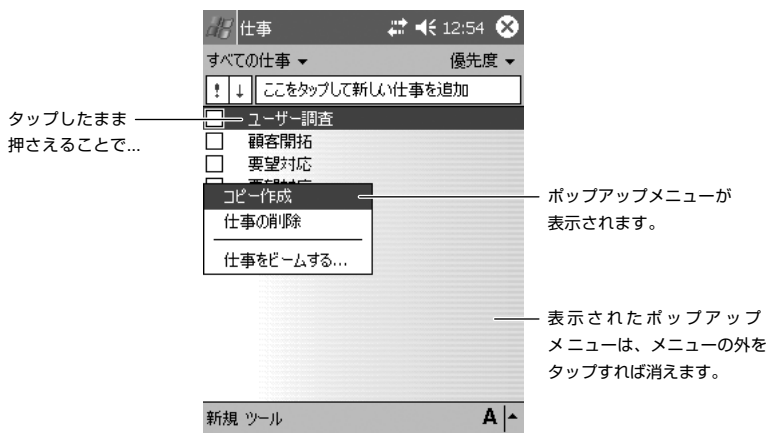 仕事 12:54
すべての仕事 優先度
! ↓ ここをタップして新しい仕事を追加
タップしたまま
押さえることで...
ユーザー調査
顧客開拓
要望対応
コピー作成
仕事の削除
仕事をビームする...
ポップアップメニューが
表示されます。
表示されたポップアップ
メニューは、メニューの外を
タップすれば消えます。
新規 ツール A